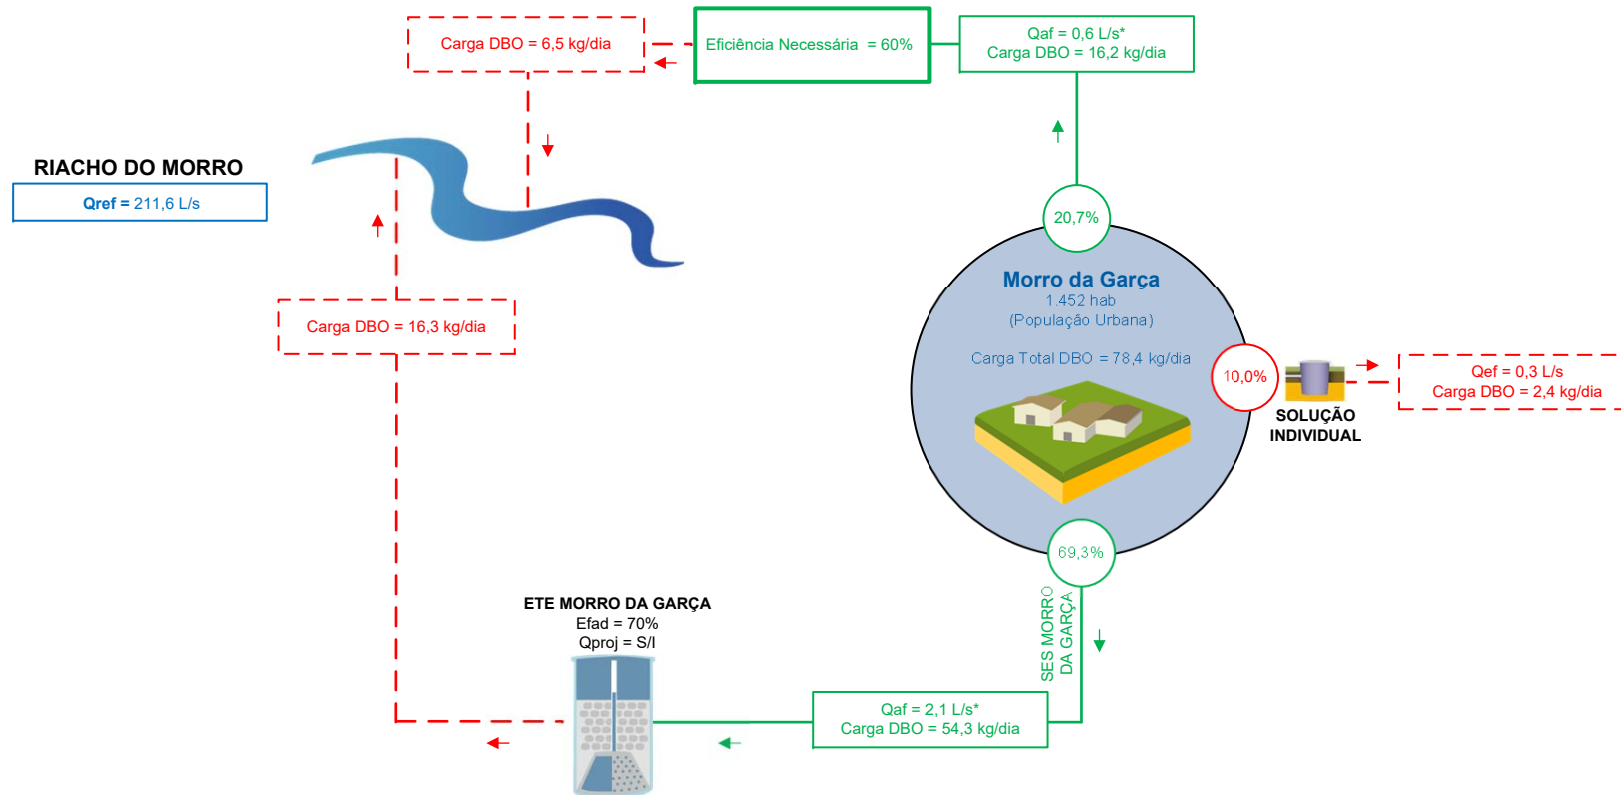 Carga DBO = 6,5 kg/dia
Eficiência Necessária = 60%
Qaf = 0,6 L/s*
Carga DBO = 16,2 kg/dia
RIACHO DO MORRO
Qref = 211,6 L/s
20,7%
Morro da Garça
1.452 hab
(População Urbana)
Carga Total DBO = 78,4 kg/dia
Carga DBO = 16,3 kg/dia
10,0%
SOLUÇÃO
INDIVIDUAL
Qef = 0,3 L/s
Carga DBO = 2,4 kg/dia
69,3%
SES MORRO
DA GARÇA
ETE MORRO DA GARÇA
Efad = 70%
Qproj = S/I
Qaf = 2,1 L/s*
Carga DBO = 54,3 kg/dia